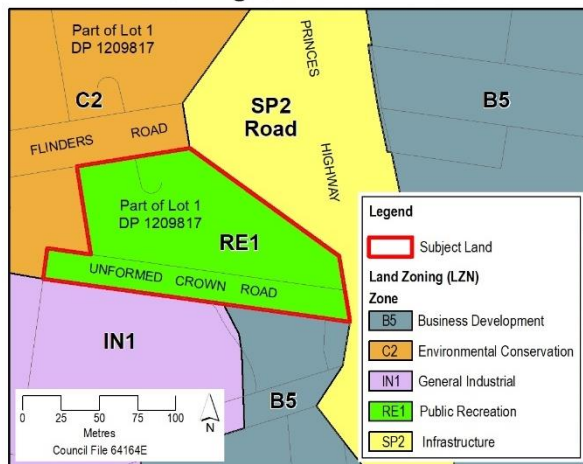 Part of Lot 1
DP 1209817
C2
FLINDERS ROAD
PRINCES
HIGHWAY
SP2
Road
B5
Part of Lot 1
DP 1209817
RE1
UNFORMED CROWN ROAD
IN1
B5
0 25 50 75 100
Metres
Council File 64164E
N
Legend
Subject Land
Land Zoning (LZN)
Zone
B5 Business Development
C2 Environmental Conservation
IN1 General Industrial
RE1 Public Recreation
SP2 Infrastructure